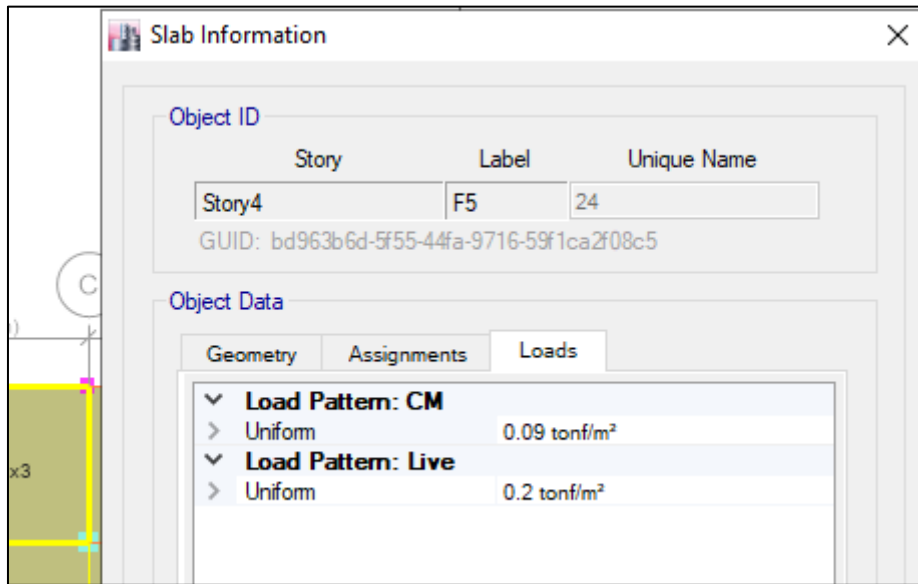 Slab Information
Object ID
Story Label Unique Name
Story4 F5 24
GUID: bd963b6d-5f55-44fa-9716-59f1ca2f08c5
C
)
Object Data
Geometry Assignments Loads
Load Pattern: CM
Uniform 0.09 tonf/m²
Load Pattern: Live
x3
Uniform 0.2 tonf/m²